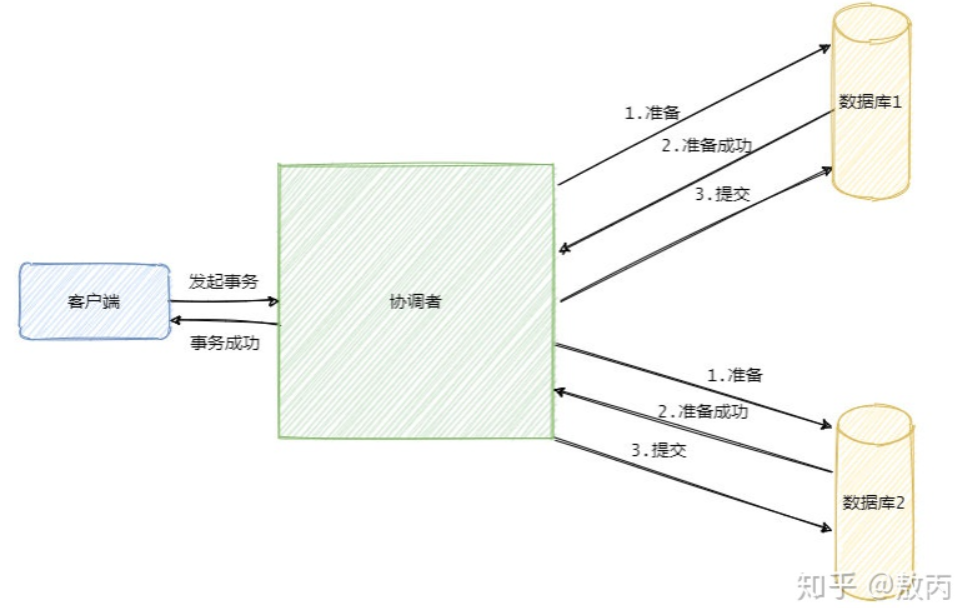 数据库1
1.准备
2.准备成功
3.提交
发起事务
客户端
协调者
事务成功
1.准备
2.准备成功
3.提交
数据库2
知乎 @敖丙